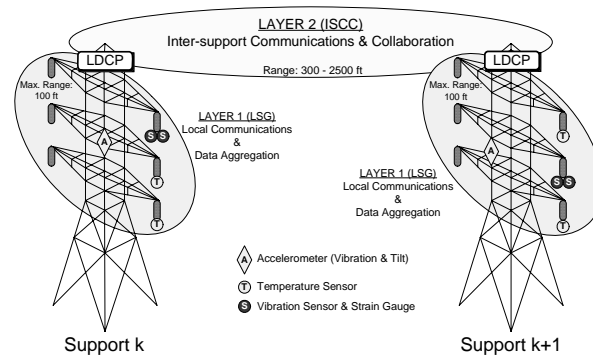 LAYER 2 (ISCC)
Inter-support Communications & Collaboration
Range: 300 - 2500 ft
LDCP
LDCP
Max. Range:
100 ft
Max. Range:
100 ft
LAYER 1 (LSG)
Local Communications
&
Data Aggregation
A
S S
T
T
LAYER 1 (LSG)
Local Communications
&
Data Aggregation
A
T
S S
T
A Accelerometer (Vibration & Tilt)
T Temperature Sensor
S Vibration Sensor & Strain Gauge
Support k
Support k+1